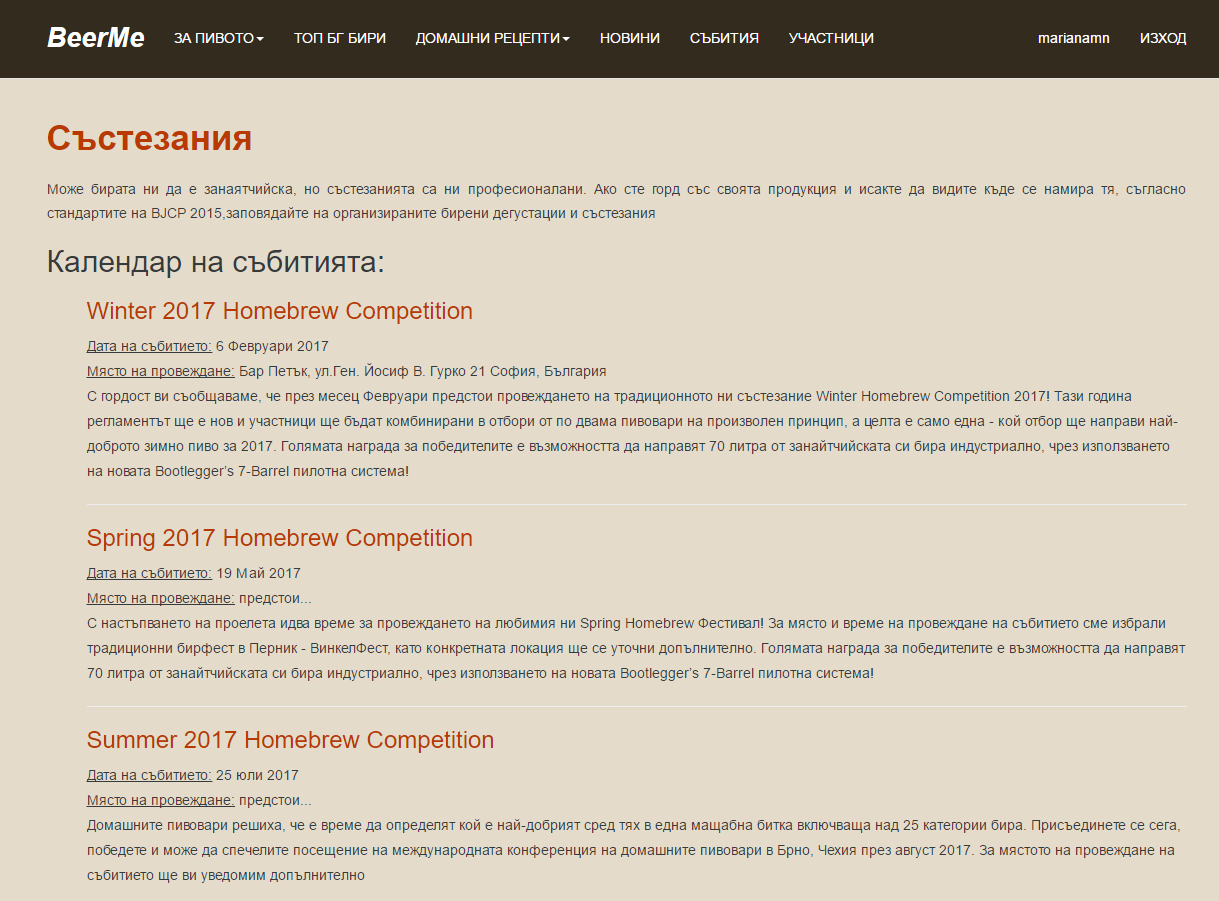 BeerMe ЗА ПИВОТО ТОП БГ БИРИ ДОМАШНИ РЕЦЕПТИ НОВИНИ СЪБИТИЯ УЧАСТНИЦИ marianamn ИЗХОД
Състезания
Може бирата ни да е занаятчийска, но състезанията са ни професионалани. Ако сте горд със своята продукция и исакте да видите къде се намира тя, съгласно
стандартите на BJCP 2015,заповядайте на организираните бирени дегустации и състезания
Календар на събитията:
Winter 2017 Homebrew Competition
Дата на събитието: 6 Февруари 2017
Място на провеждане: Бар Петък, ул.Ген. Йосиф В. Гурко 21 София, България
С гордост ви съобщаваме, че през месец Февруари предстои провеждането на традиционното ни състезание Winter Homebrew Competition 2017! Тази година
регламентът ще е нов и участници ще бъдат комбинирани в отбори от по двама пивовари на произволен принцип, а целта е само една - кой отбор ще направи най-
доброто зимно пиво за 2017. Голямата награда за победителите е възможността да направят 70 литра от занайтчийската си бира индустриално, чрез използването
на новата Bootlegger’s 7-Barrel пилотна система!
Spring 2017 Homebrew Competition
Дата на събитието: 19 Май 2017
Място на провеждане: предстои...
С настъпването на проелета идва време за провеждането на любимия ни Spring Homebrew Фестивал! За място и време на провеждане на събитието сме избрали
традиционни бирфест в Перник - ВинкелФест, като конкретната локация ще се уточни допълнително. Голямата награда за победителите е възможността да направят
70 литра от занайтчийската си бира индустриално, чрез използването на новата Bootlegger’s 7-Barrel пилотна система!
Summer 2017 Homebrew Competition
Дата на събитието: 25 юли 2017
Място на провеждане: предстои...
Домашните пивовари решиха, че е време да определят кой е най-добрият сред тях в една мащабна битка включваща над 25 категории бира. Присъединете се сега,
победете и може да спечелите посещение на международната конференция на домашните пивовари в Брно, Чехия през август 2017. За мястото на провеждане на
събитието ще ви уведомим допълнително